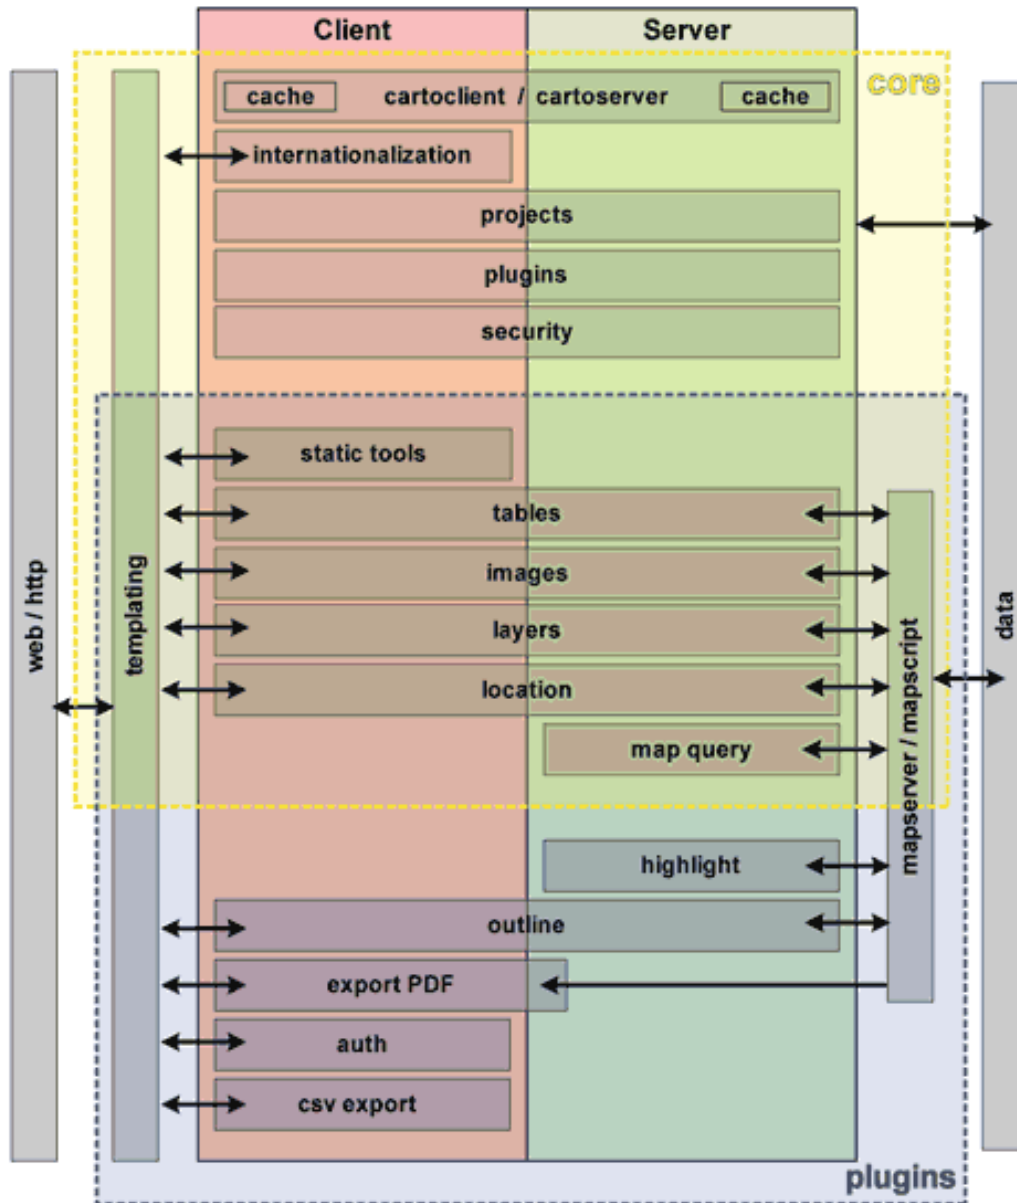 Client
Server
core
cache
cartoclient / cartoserver
cache
internationalization
projects
plugins
security
static tools
tables
images
layers
location
map query
highlight
outline
export PDF
auth
csv export
web / http
templating
mapserver / mapscript
data
plugins